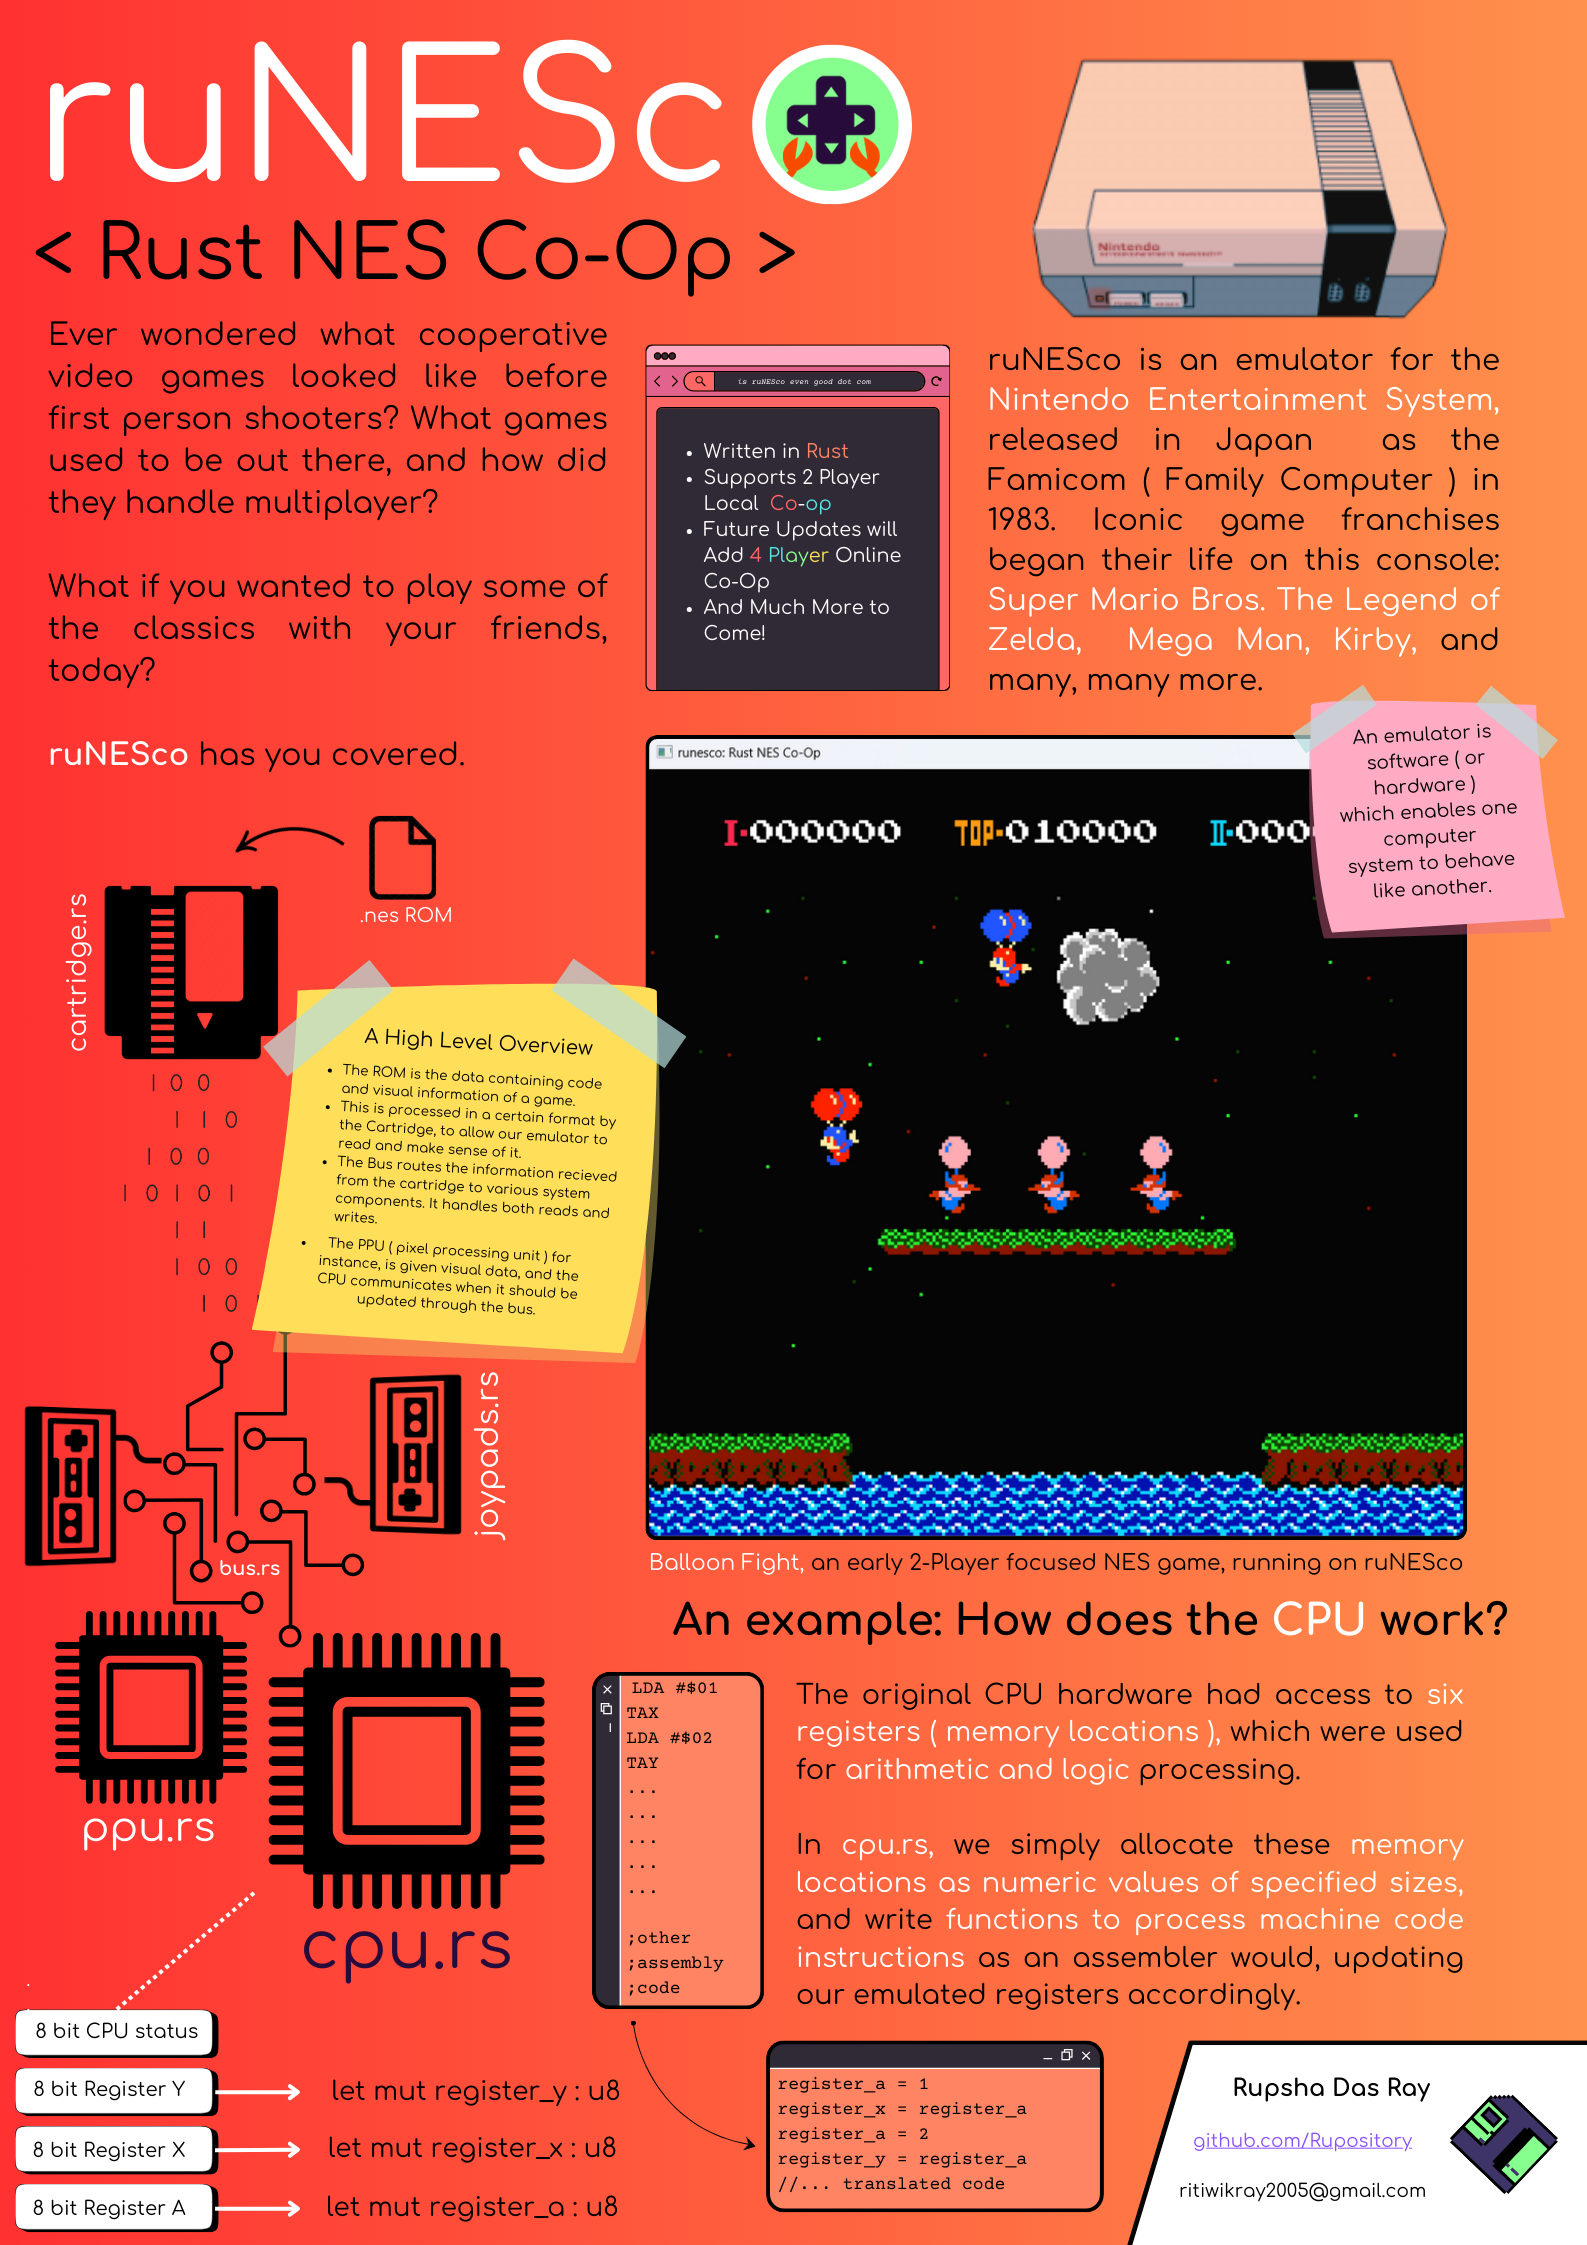 ruNESco
< Rust NES Co-Op >
Ever wondered what cooperative
video games looked like before
first person shooters? What games
used to be out there, and how did
they handle multiplayer?
What if you wanted to play some of
the classics with your friends,
today?
ruNESco has you covered.
is ruNESco even good dot com
• Written in Rust
• Supports 2 Player
Local Co-op
• Future Updates will
Add 4 Player Online
Co-Op
• And Much More to
Come!
Nintendo
ruNESco is an emulator for the
Nintendo Entertainment System,
released in Japan as the
Famicom ( Family Computer ) in
1983. Iconic game franchises
began their life on this console:
Super Mario Bros. The Legend of
Zelda, Mega Man, Kirby, and
many, many more.
An emulator is
software ( or
hardware )
which enables one
computer
system to behave
like another.
runesco: Rust NES Co-Op
I-000000 TOP-010000 II-000
.nes ROM
cartridge.rs
A High Level Overview
• The ROM is the data containing code
and visual information of a game.
• This is processed in a certain format by
the Cartridge, to allow our emulator to
read and make sense of it.
• The Bus routes the information recieved
from the cartridge to various system
components. It handles both reads and
writes.
• The PPU ( pixel processing unit ) for
instance, is given visual data, and the
CPU communicates when it should be
updated through the bus.
1 0 0
1 1 0
1 0 0
1 0 1 0 1
1 1
1 0 0
1 0
joypads.rs
bus.rs
ppu.rs
cpu.rs
Balloon Fight, an early 2-Player focused NES game, running on ruNESco
An example: How does the CPU work?
LDA #$01
TAX
LDA #$02
TAY
...
...
...
...
...
;other
;assembly
;code
The original CPU hardware had access to six
registers ( memory locations ), which were used
for arithmetic and logic processing.
In cpu.rs, we simply allocate these memory
locations as numeric values of specified sizes,
and write functions to process machine code
instructions as an assembler would, updating
our emulated registers accordingly.
8 bit CPU status
8 bit Register Y
let mut register_y : u8
8 bit Register X
let mut register_x : u8
8 bit Register A
let mut register_a : u8
register_a = 1
register_x = register_a
register_a = 2
register_y = register_a
//... translated code
Rupsha Das Ray
github.com/Rupository
ritiwikray2005@gmail.com